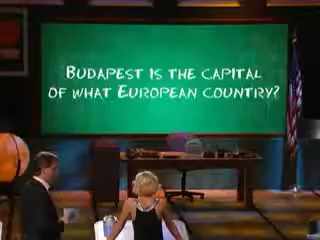 BUDAPEST IS THE CAPITAL
OF WHAT EUROPEAN COUNTRY?